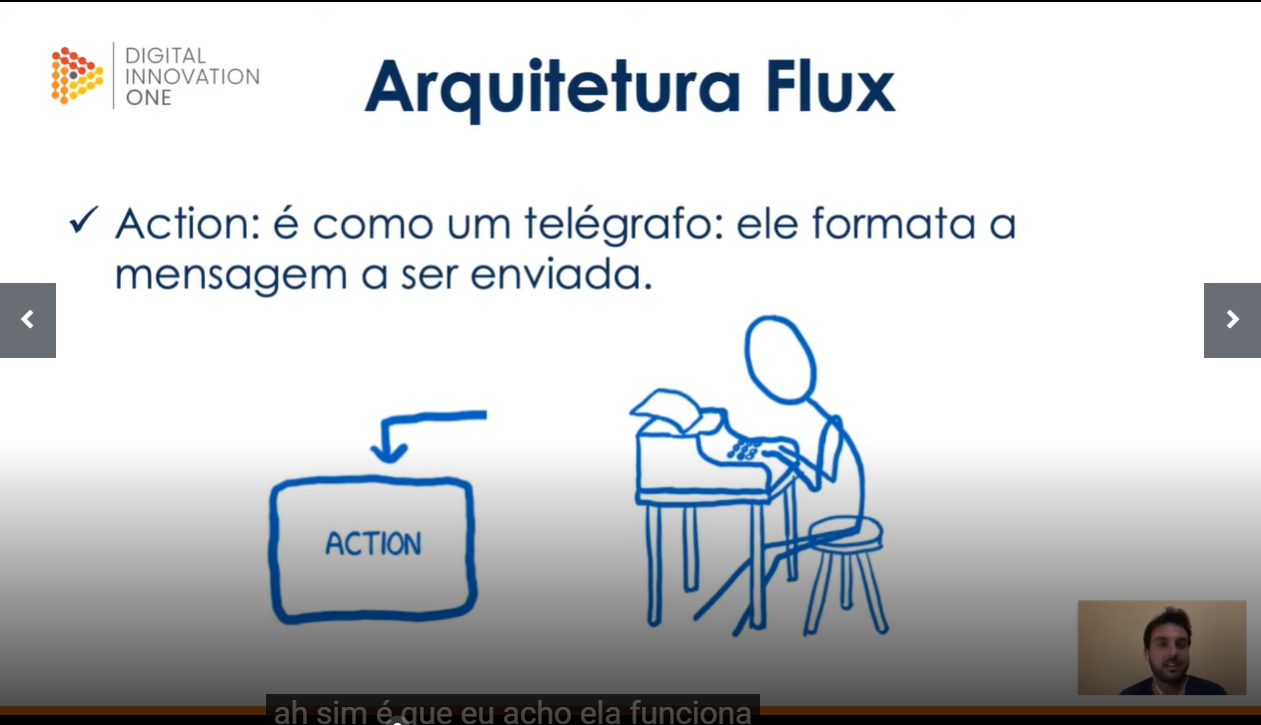 DIGITAL
INNOVATION
ONE
Arquitetura Flux
Action: é como um telégrafo: ele formata a
mensagem a ser enviada.
ACTION
ah sim é que eu acho ela funciona